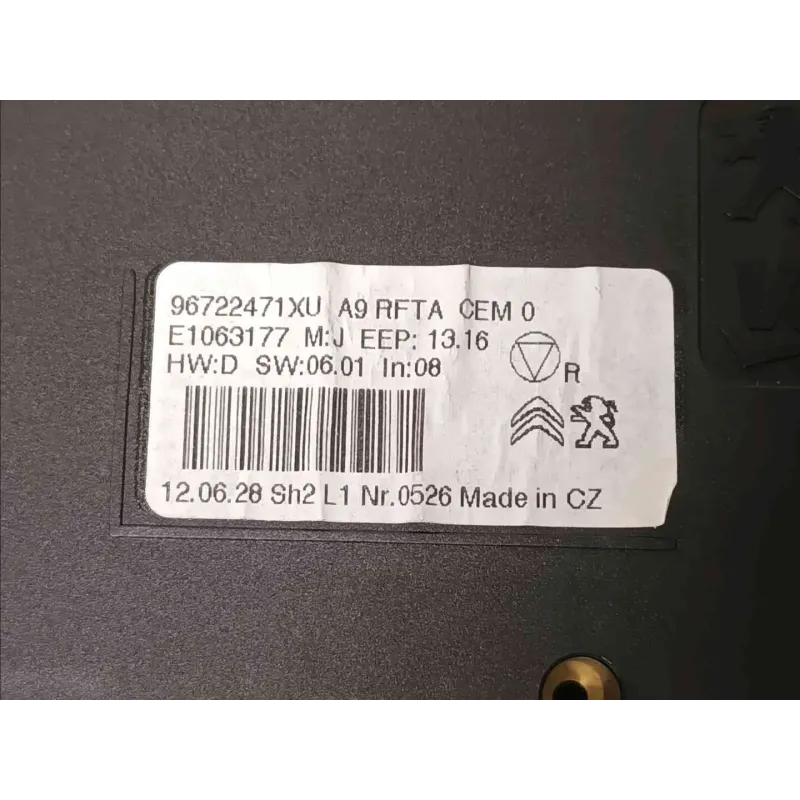 96722471XU A9 RFTA CEM 0
E1063177 M:J EEP: 13.16
HW:D SW:06.01 In:08
R
12.06.28 Sh2 L1 Nr.0526 Made in CZ